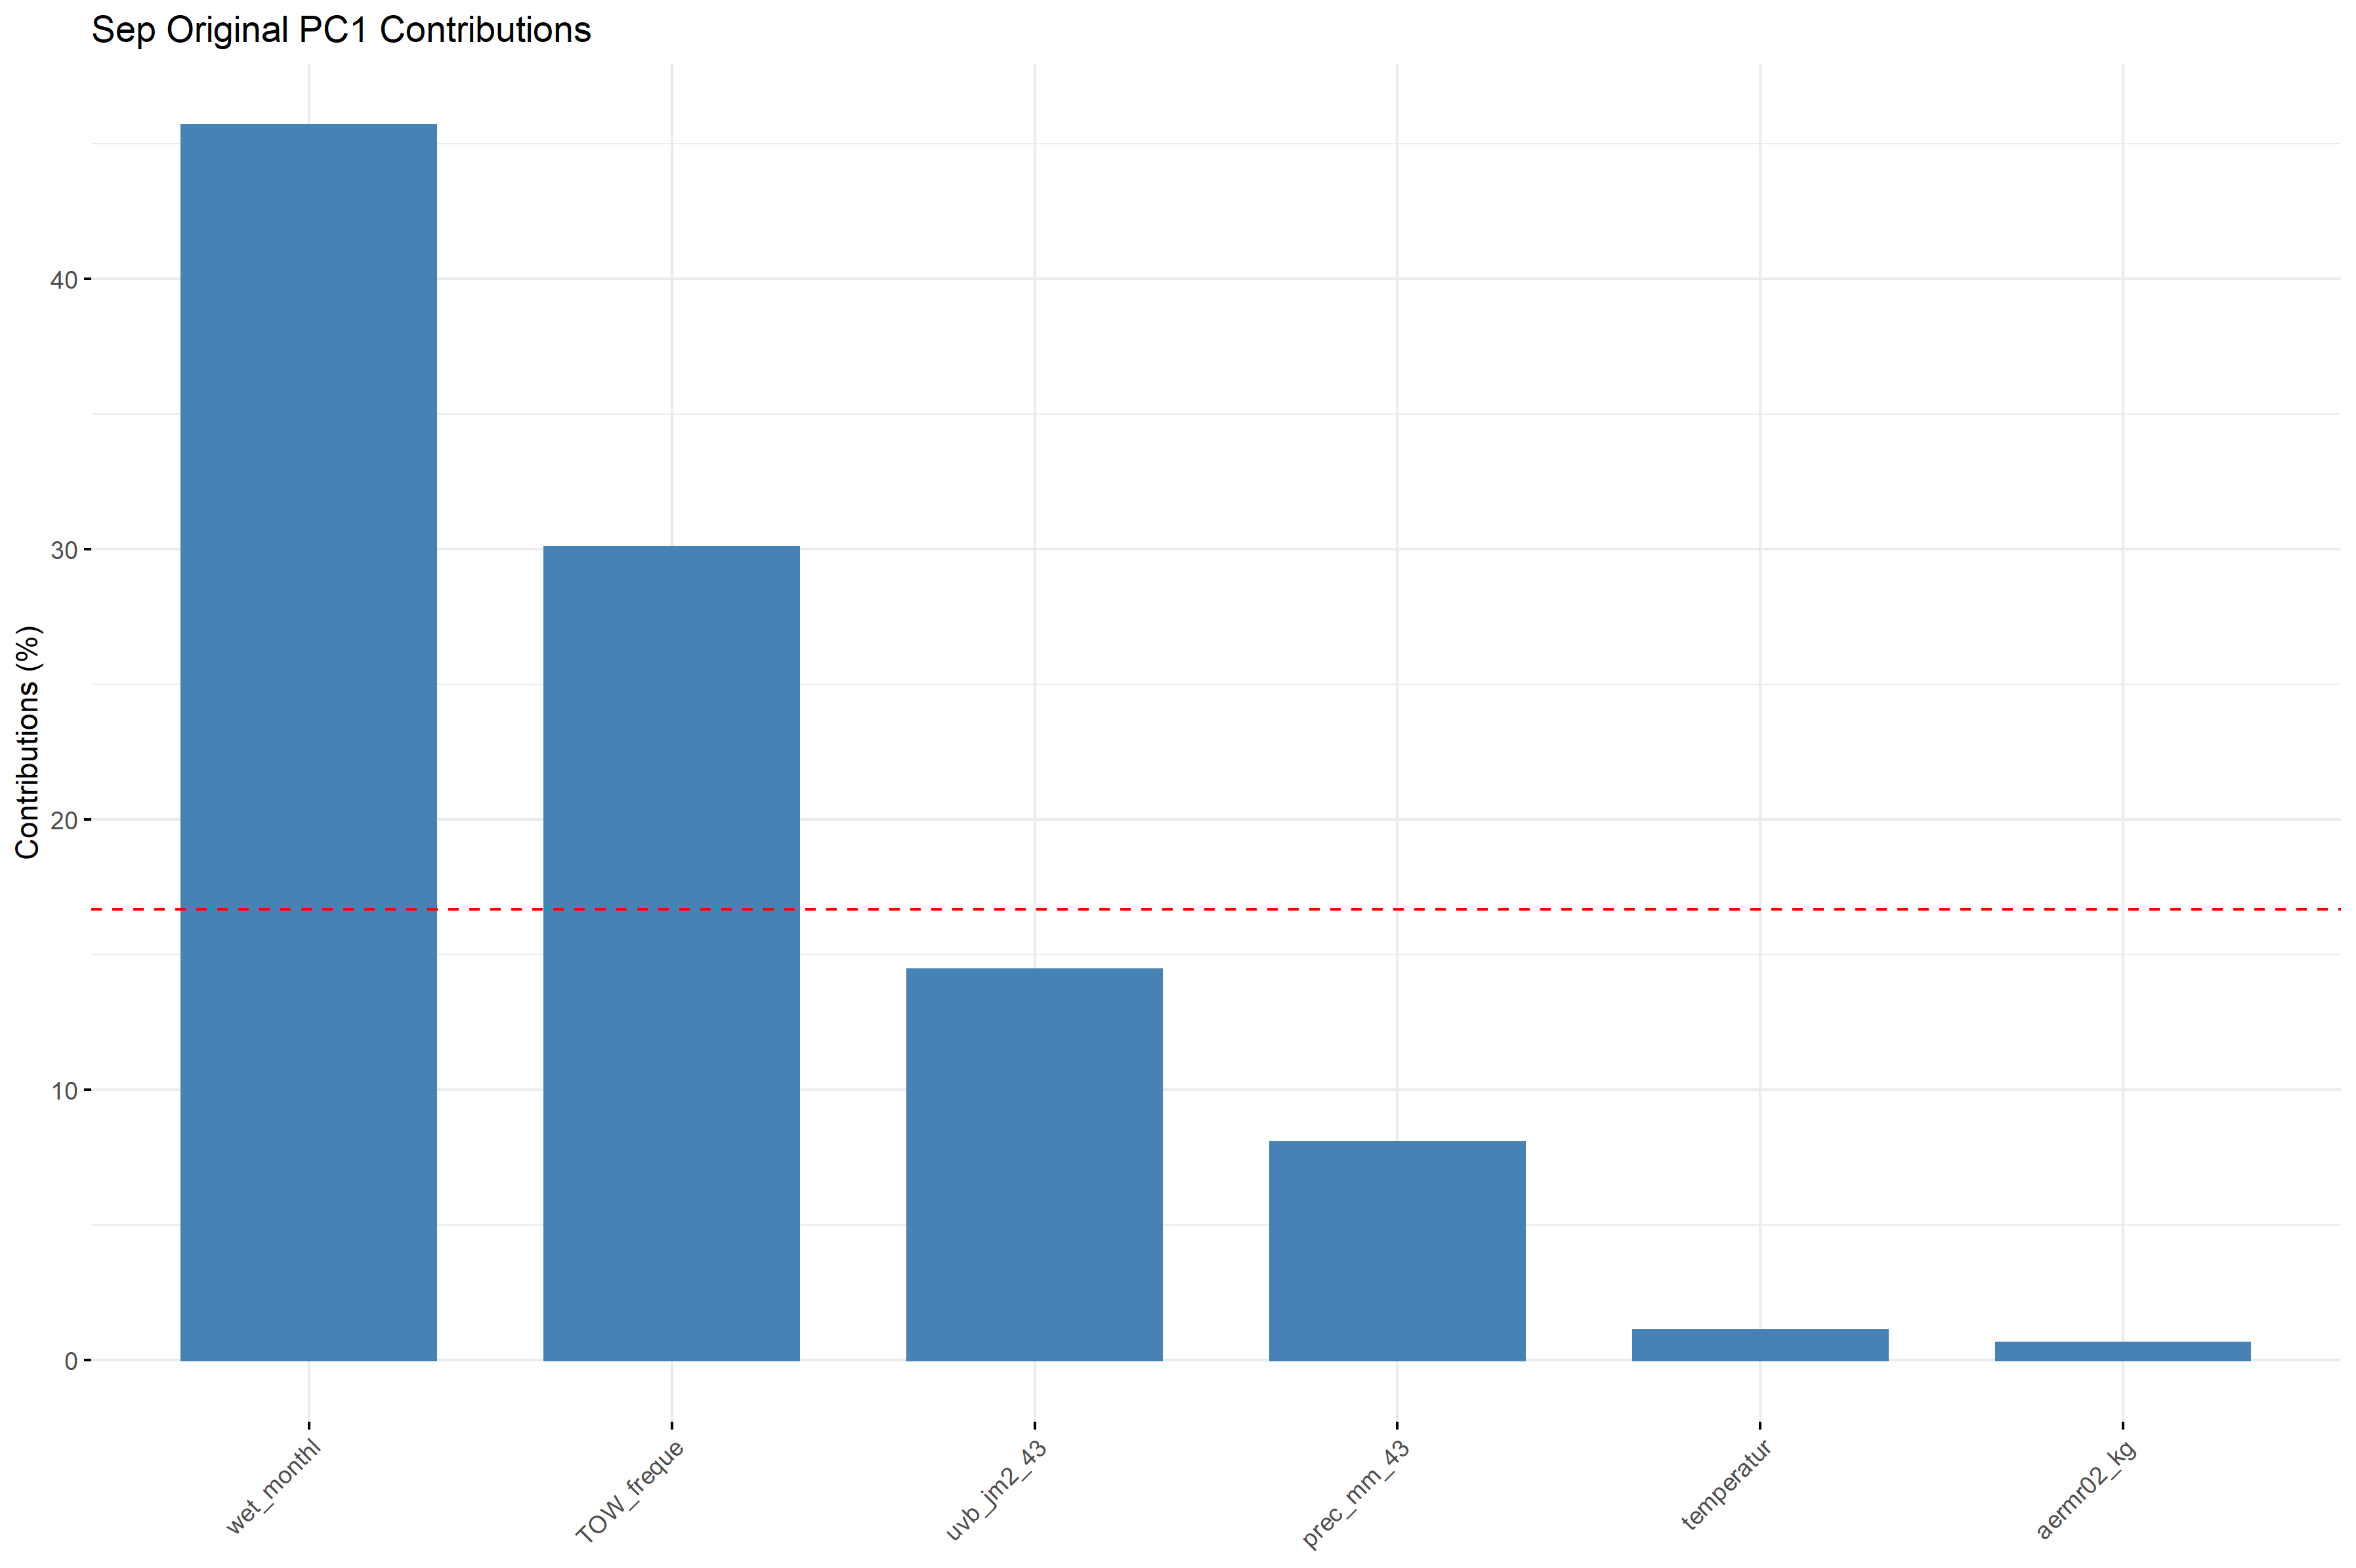 Sep Original PC1 Contributions
Contributions (%)
40
30
20
10
0
wet_monthl
TOW_freque
uvb_jm2_43
prec_mm_43
temperatur
aermr02_kg